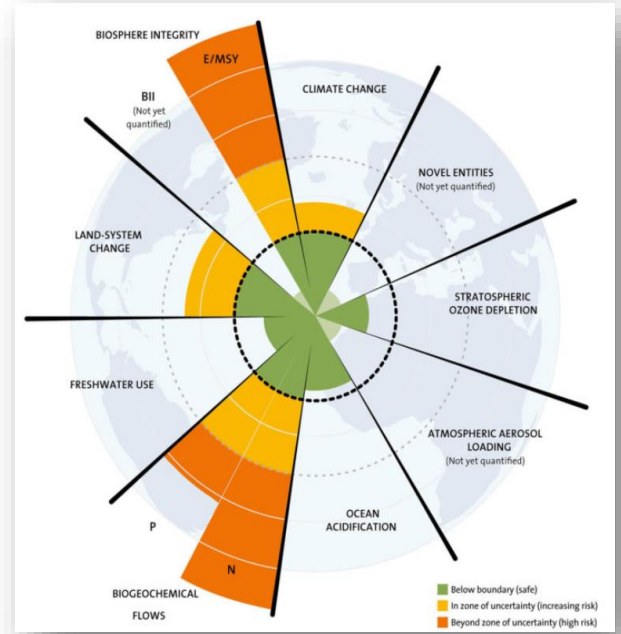 BIOSPHERE INTEGRITY
E/MSY
BII
(Not yet
quantified)
CLIMATE CHANGE
NOVEL ENTITIES
(Not yet quantified)
LAND-SYSTEM
CHANGE
STRATOSPHERIC
OZONE DEPLETION
FRESHWATER USE
ATMOSPHERIC AEROSOL
LOADING
(Not yet quantified)
OCEAN
ACIDIFICATION
P
N
BIOGEOCHEMICAL
FLOWS
Below boundary (safe)
In zone of uncertainty (increasing risk)
Beyond zone of uncertainty (high risk)